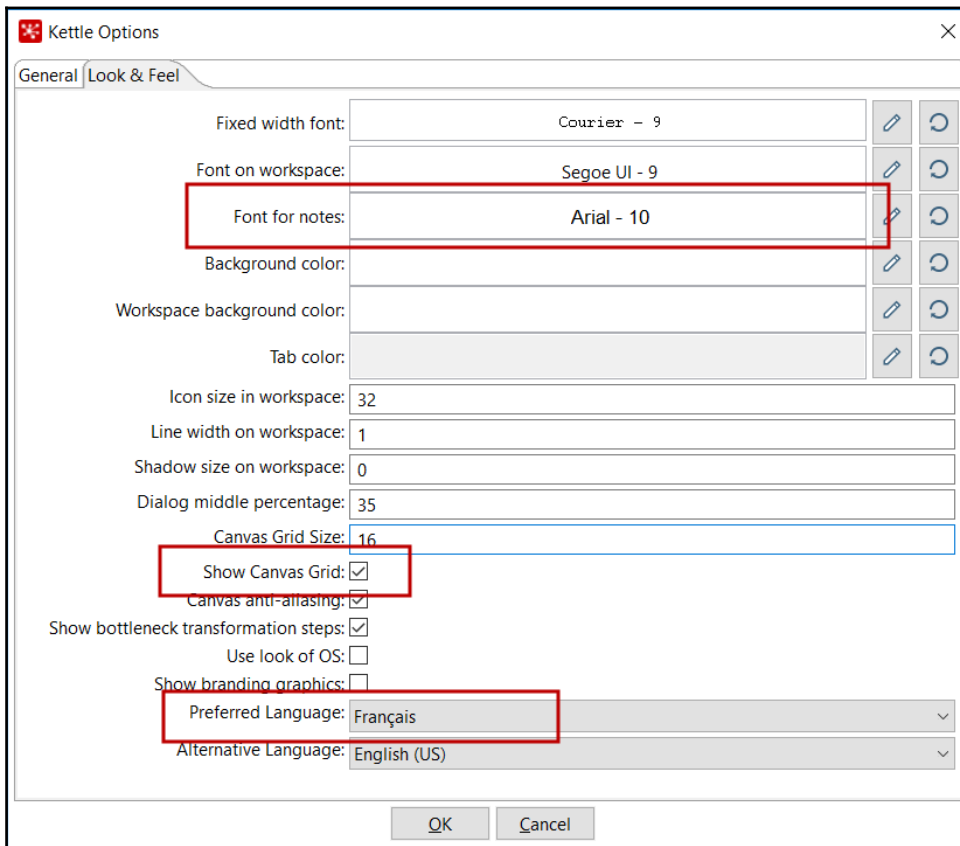 Kettle Options
General Look & Feel
Fixed width font: Courier – 9
Font on workspace: Segoe UI - 9
Font for notes: Arial - 10
Background color:
Workspace background color:
Tab color:
Icon size in workspace: 32
Line width on workspace: 1
Shadow size on workspace: 0
Dialog middle percentage: 35
Canvas Grid Size: 16
Show Canvas Grid:
Canvas anti-aliasing:
Show bottleneck transformation steps:
Use look of OS:
Show branding graphics:
Preferred Language: Français
Alternative Language: English (US)
OK Cancel